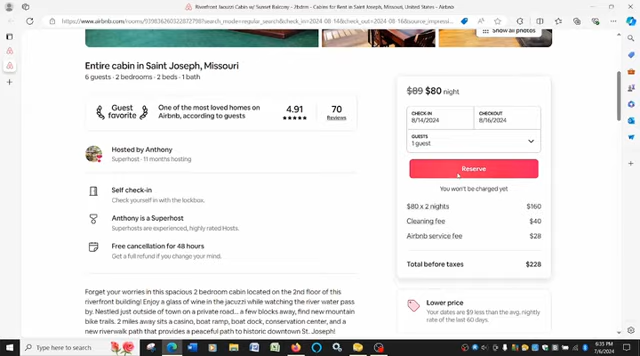 Riverfront Jacuzzi Cabin w/ Sunset Balcony - 2bdrm - Cabins for Rent in Saint Joseph, Missouri, United States - Airbnb
Show all photos
Entire cabin in Saint Joseph, Missouri
6 guests · 2 bedrooms · 2 beds · 1 bath
Guest
favorite
One of the most loved homes on
Airbnb, according to guests
4.91
70
Reviews
Hosted by Anthony
Superhost · 11 months hosting
Self check-in
Check yourself in with the lockbox.
Anthony is a Superhost
Superhosts are experienced, highly rated Hosts.
Free cancellation for 48 hours
Get a full refund if you change your mind.
Forget your worries in this spacious 2 bedroom cabin located on the 2nd floor of this
riverfront building! Enjoy a glass of wine in the jacuzzi while watching the river water pass
by. Nestled just outside of town on a private road... a few blocks away, find new mountain
bike trails. 2 miles away sits a casino, boat ramp, boat dock, conservation center, and a
new riverwalk path that provides a peaceful path to historic downtown St. Joseph!
$89 $80 night
CHECK-IN
8/14/2024
CHECKOUT
8/16/2024
GUESTS
1 guest
Reserve
You won't be charged yet
$80 x 2 nights $160
Cleaning fee $40
Airbnb service fee $28
Total before taxes $228
Lower price
Your dates are $9 less than the avg. nightly
rate of the last 60 days.
Type here to search
6:35 PM
7/6/2024